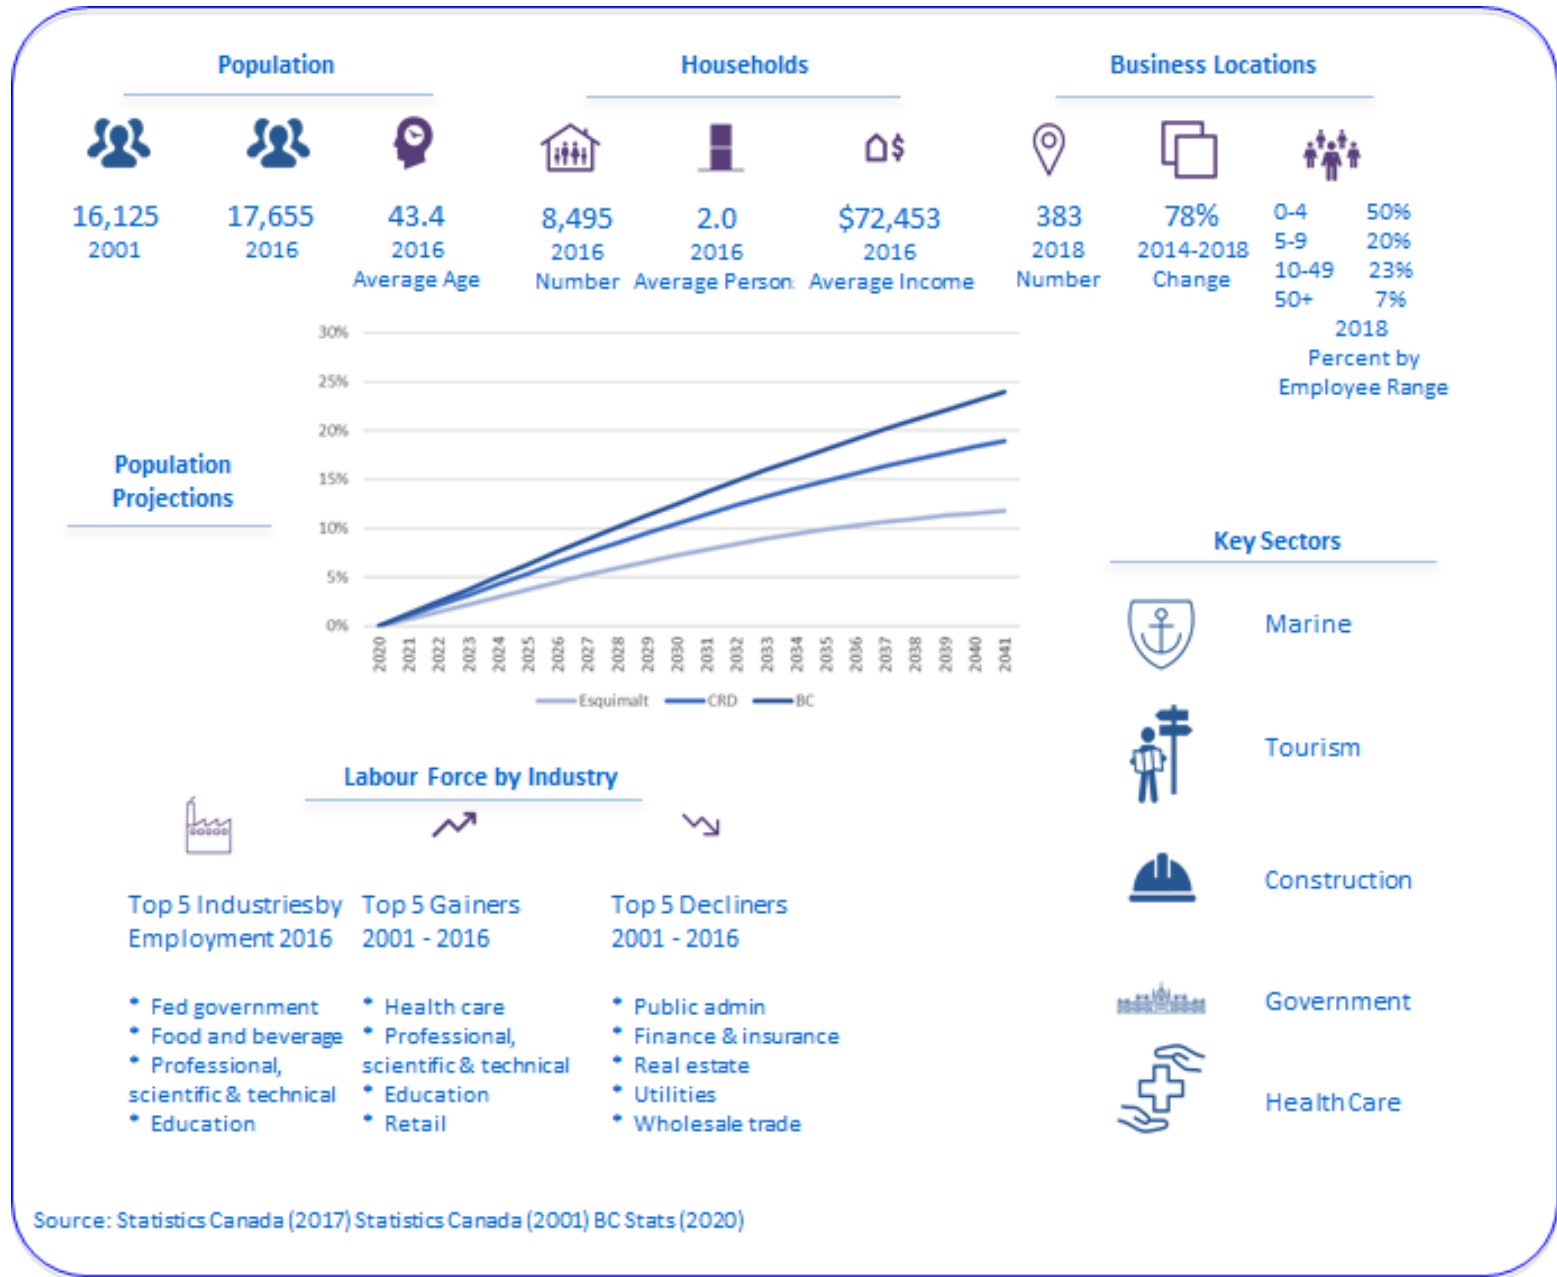 Population
16,125
2001
17,655
2016
43.4
2016
Average Age
Households
8,495
2016
Number
2.0
2016
Average Person
$72,453
2016
Average Income
Business Locations
383
2018
Number
78%
2014-2018
Change
0-4 50%
5-9 20%
10-49 23%
50+ 7%
2018
Percent by
Employee Range
Population
Projections
30%
25%
20%
15%
10%
5%
0%
2020
2021
2022
2023
2024
2025
2026
2027
2028
2029
2030
2031
2032
2033
2034
2035
2036
2037
2038
2039
2040
2041
Esquimalt CRD BC
Key Sectors
Marine
Tourism
Construction
Government
Health Care
Labour Force by Industry
Top 5 Industries by
Employment 2016
* Fed government
* Food and beverage
* Professional,
scientific & technical
* Education
Top 5 Gainers
2001 - 2016
* Health care
* Professional,
scientific & technical
* Education
* Retail
Top 5 Decliners
2001 - 2016
* Public admin
* Finance & insurance
* Real estate
* Utilities
* Wholesale trade
Source: Statistics Canada (2017) Statistics Canada (2001) BC Stats (2020)